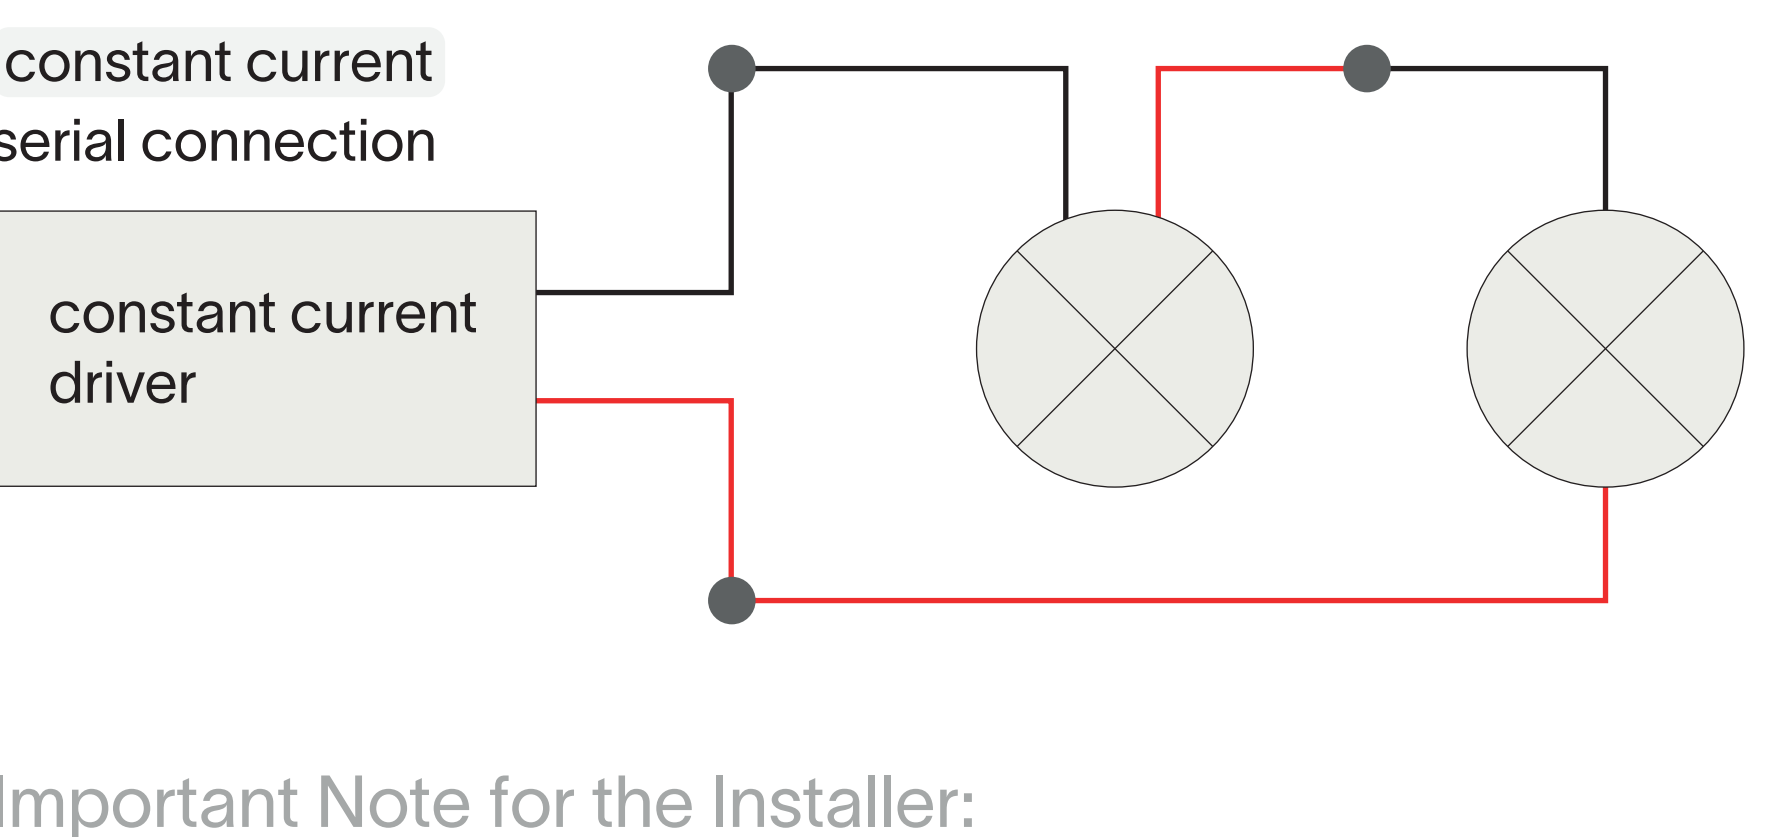 constant current
serial connection
constant current
driver
Important Note for the Installer: